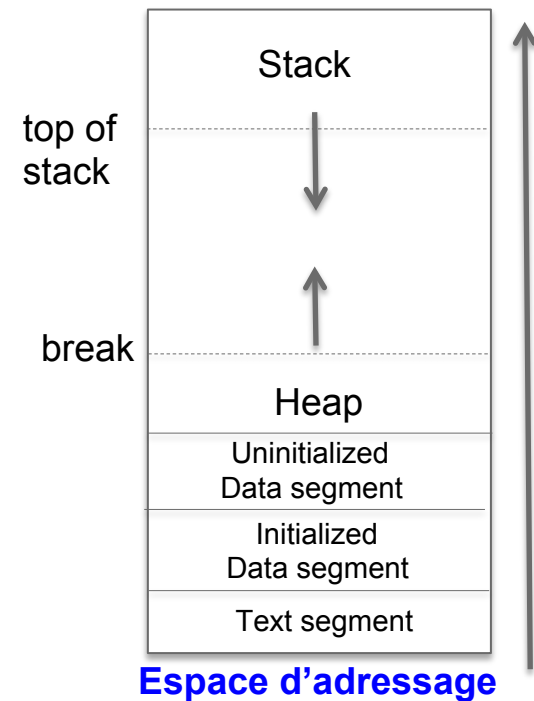 Stack
top of
stack
break
Heap
Uninitialized
Data segment
Initialized
Data segment
Text segment
Espace d'adressage